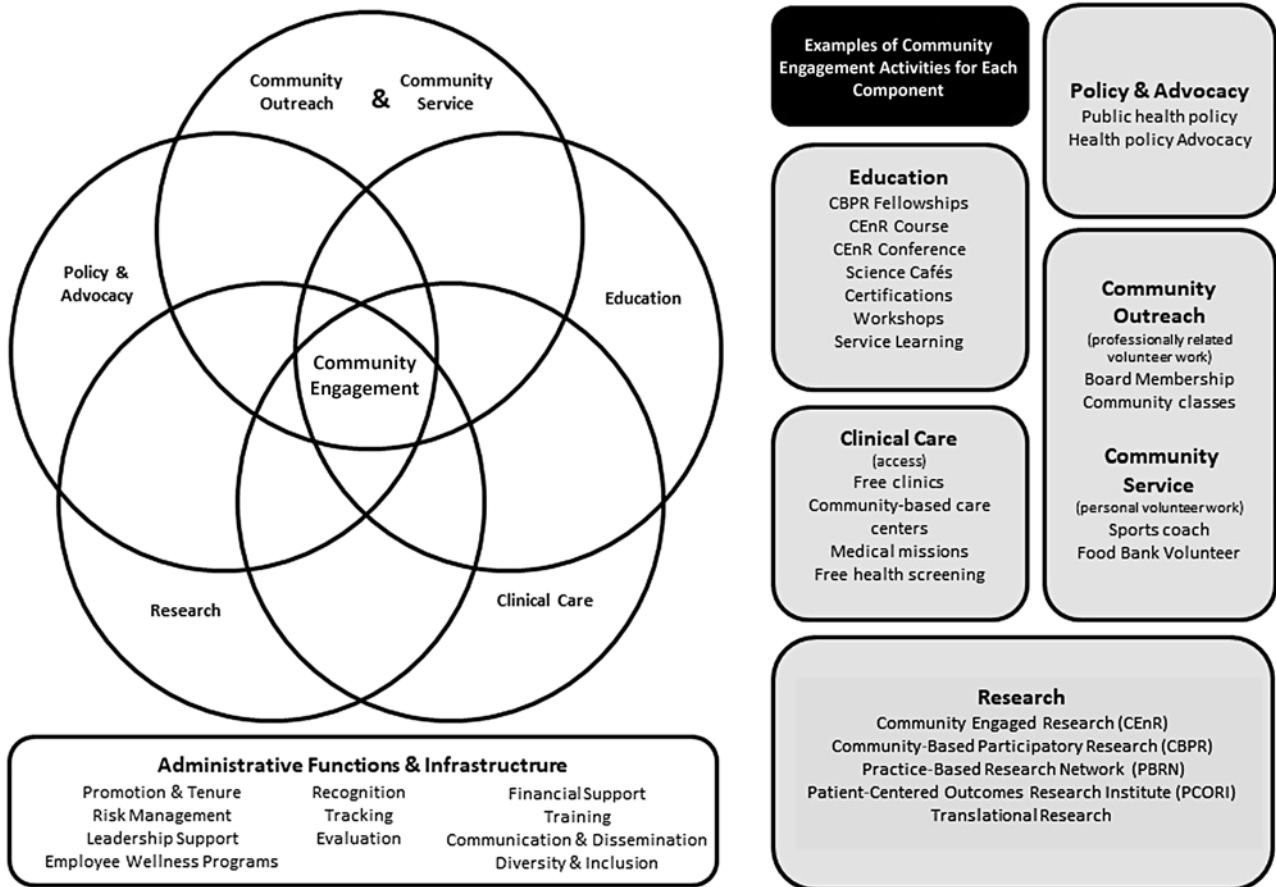 Community
Outreach
&
Community
Service
Policy &
Advocacy
Education
Community
Engagement
Research
Clinical Care
Administrative Functions & Infrastructrure
Promotion & Tenure
Risk Management
Leadership Support
Employee Wellness Programs
Recognition
Tracking
Evaluation
Financial Support
Training
Communication & Dissemination
Diversity & Inclusion
Examples of Community
Engagement Activities for Each
Component
Policy & Advocacy
Public health policy
Health policy Advocacy
Education
CBPR Fellowships
CEnR Course
CEnR Conference
Science Cafés
Certifications
Workshops
Service Learning
Community
Outreach
(professionally related
volunteer work)
Board Membership
Community classes
Community
Service
(personal volunteer work)
Sports coach
Food Bank Volunteer
Clinical Care
(access)
Free clinics
Community-based care
centers
Medical missions
Free health screening
Research
Community Engaged Research (CEnR)
Community-Based Participatory Research (CBPR)
Practice-Based Research Network (PBRN)
Patient-Centered Outcomes Research Institute (PCORI)
Translational Research